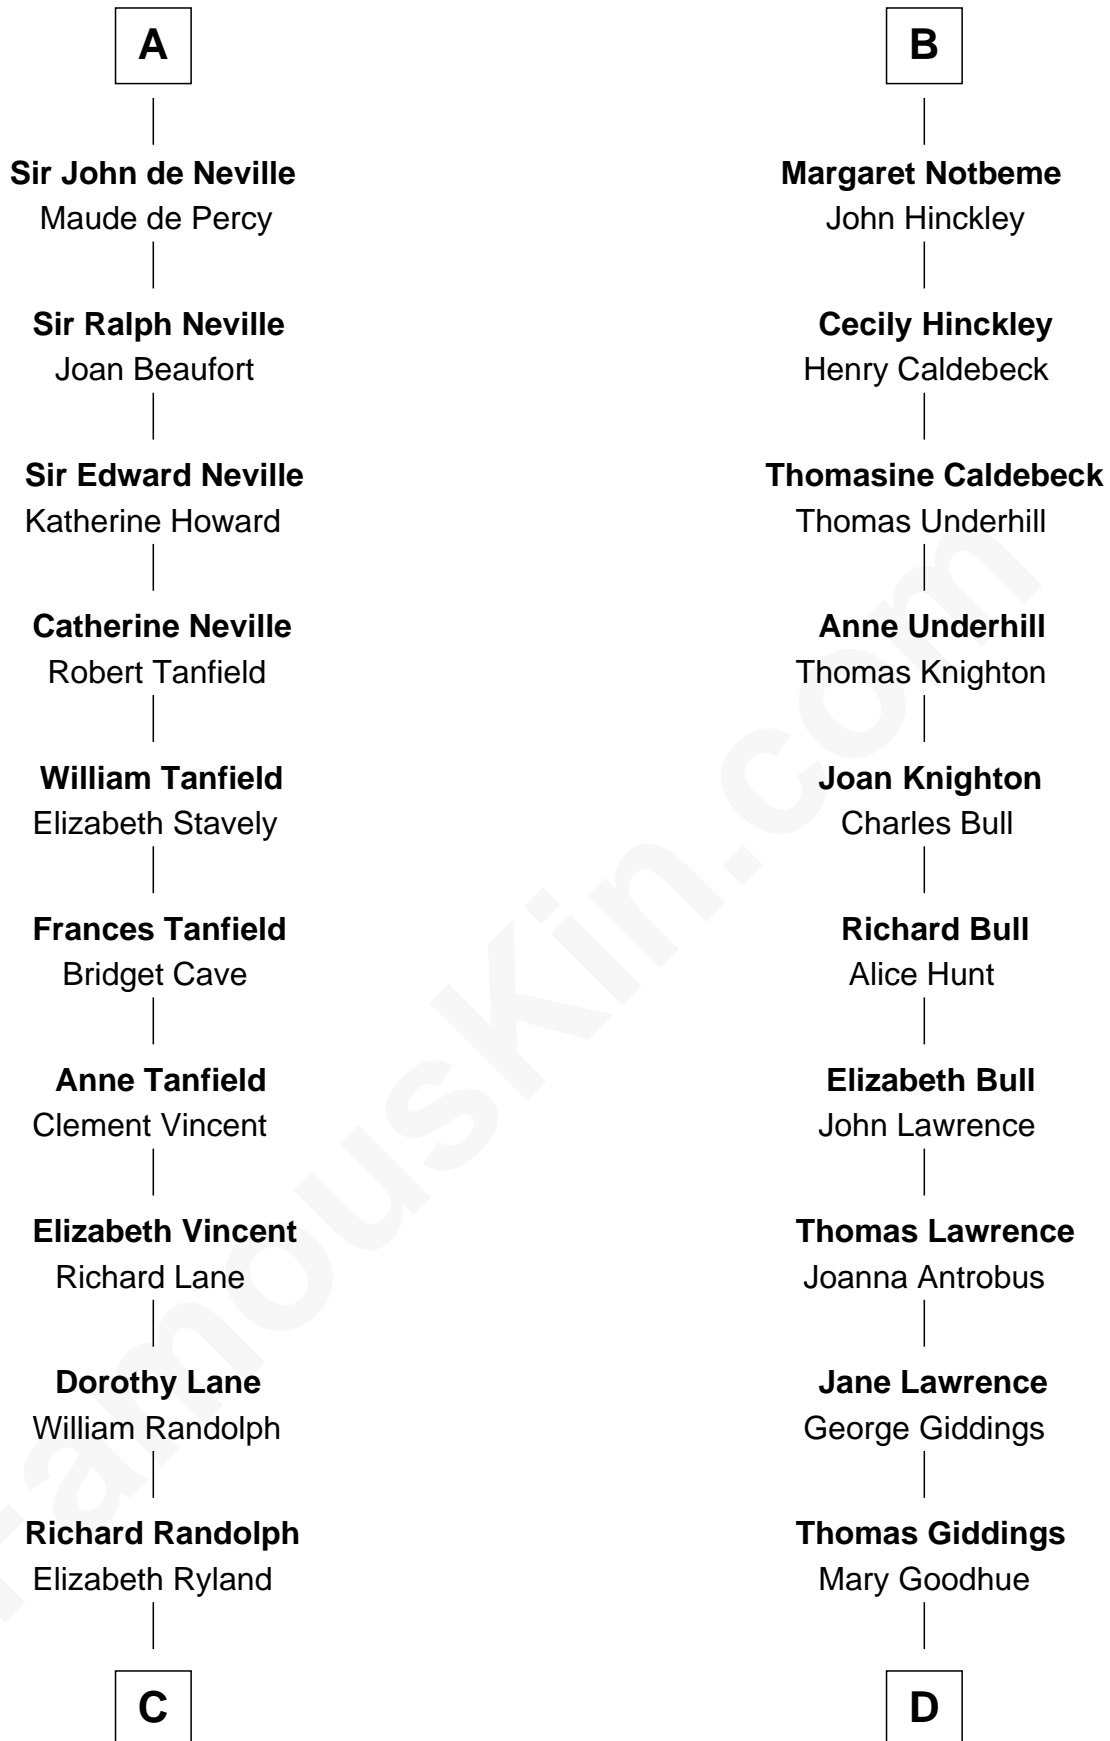 A
Sir John de Neville
Maude de Percy
Sir Ralph Neville
Joan Beaufort
Sir Edward Neville
Katherine Howard
Catherine Neville
Robert Tanfield
William Tanfield
Elizabeth Stavely
Frances Tanfield
Bridget Cave
Anne Tanfield
Clement Vincent
Elizabeth Vincent
Richard Lane
Dorothy Lane
William Randolph
Richard Randolph
Elizabeth Ryland
C
B
Margaret Notbeme
John Hinckley
Cecily Hinckley
Henry Caldebeck
Thomasine Caldebeck
Thomas Underhill
Anne Underhill
Thomas Knighton
Joan Knighton
Charles Bull
Richard Bull
Alice Hunt
Elizabeth Bull
John Lawrence
Thomas Lawrence
Joanna Antrobus
Jane Lawrence
George Giddings
Thomas Giddings
Mary Goodhue
D
FamousKin.com